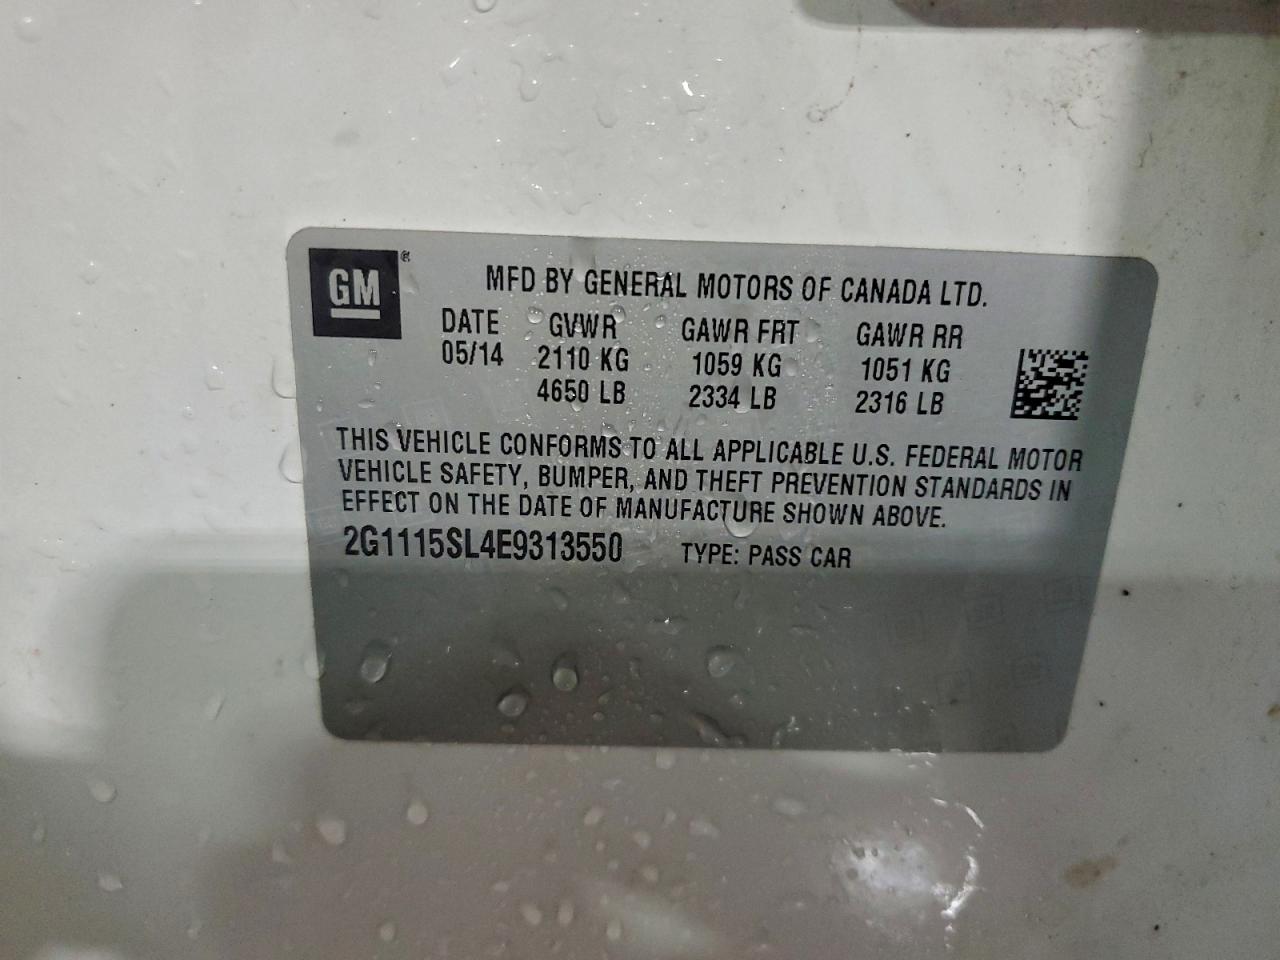 GM®
MFD BY GENERAL MOTORS OF CANADA LTD.
DATE GVWR GAWR FRT GAWR RR
05/14 2110 KG 1059 KG 1051 KG
4650 LB 2334 LB 2316 LB
THIS VEHICLE CONFORMS TO ALL APPLICABLE U.S. FEDERAL MOTOR
VEHICLE SAFETY, BUMPER, AND THEFT PREVENTION STANDARDS IN
EFFECT ON THE DATE OF MANUFACTURE SHOWN ABOVE.
2G1115SL4E9313550 TYPE: PASS CAR